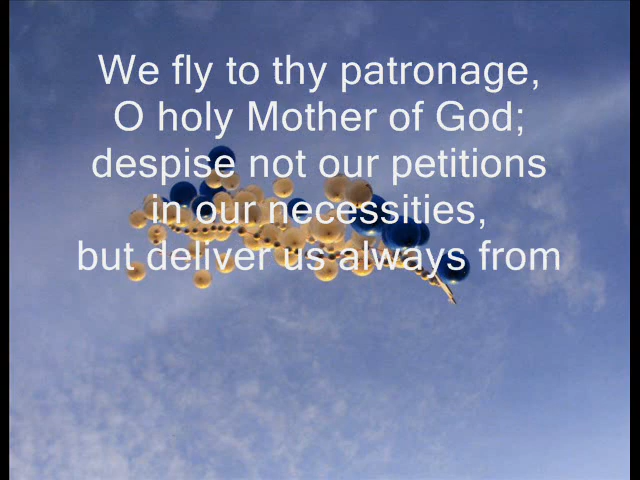 We fly to thy patronage,
O holy Mother of God;
despise not our petitions
in our necessities,
but deliver us always from